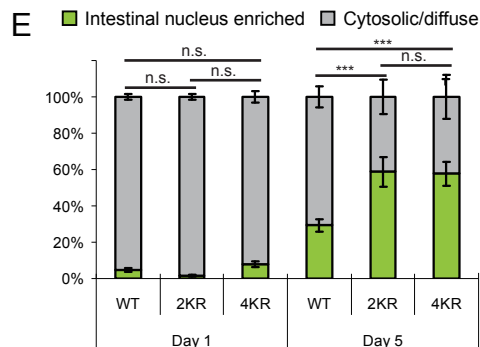 E
Intestinal nucleus enriched Cytosolic/diffuse
n.s. ***
n.s. n.s. *** n.s.
100%
80%
60%
40%
20%
0%
WT 2KR 4KR WT 2KR 4KR
Day 1 Day 5